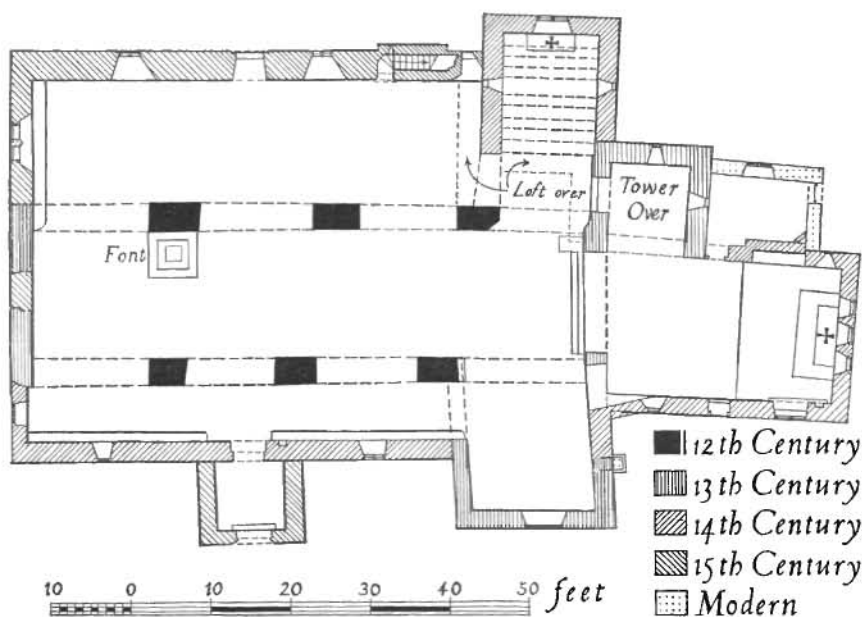 Loft over
Tower
Over
Font
12th Century
13th Century
14th Century
15th Century
Modern
10 0 10 20 30 40 50 feet